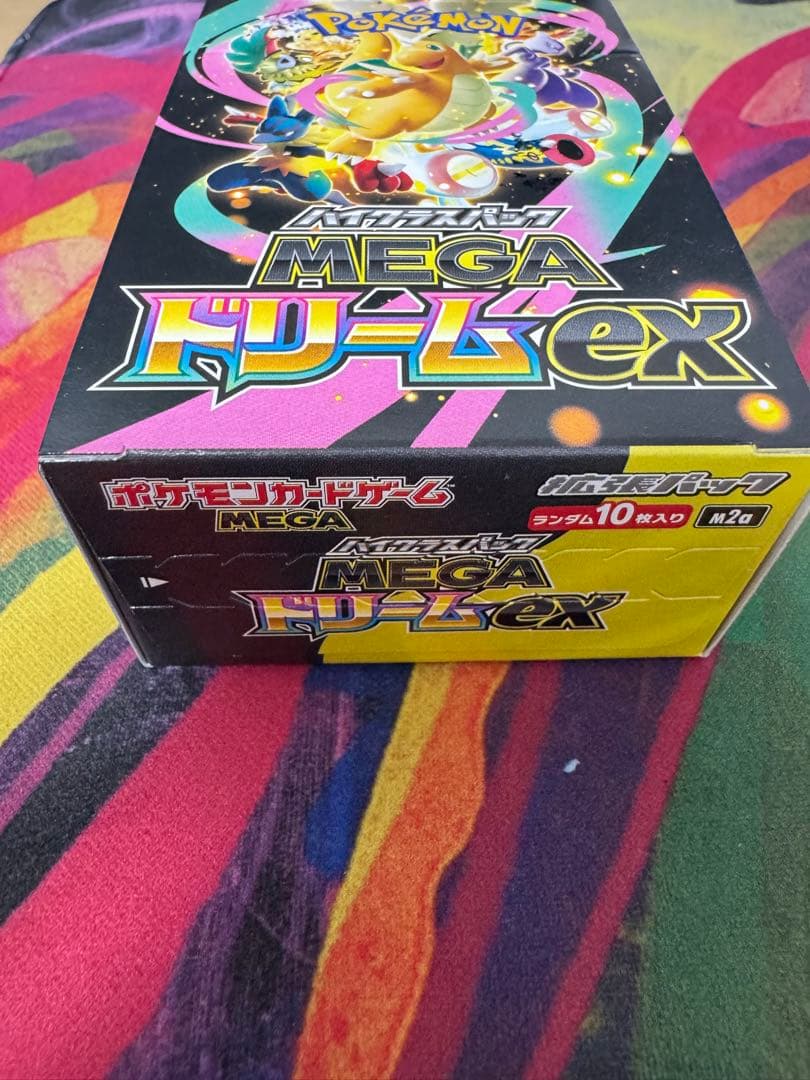 POKÉMON
ハイクラスパック
MEGA
ドリームex
ポケモンカードゲーム™
MEGA
拡張パック
ランダム10枚入り
M2a
ハイクラスパック
MEGA
ドリームex